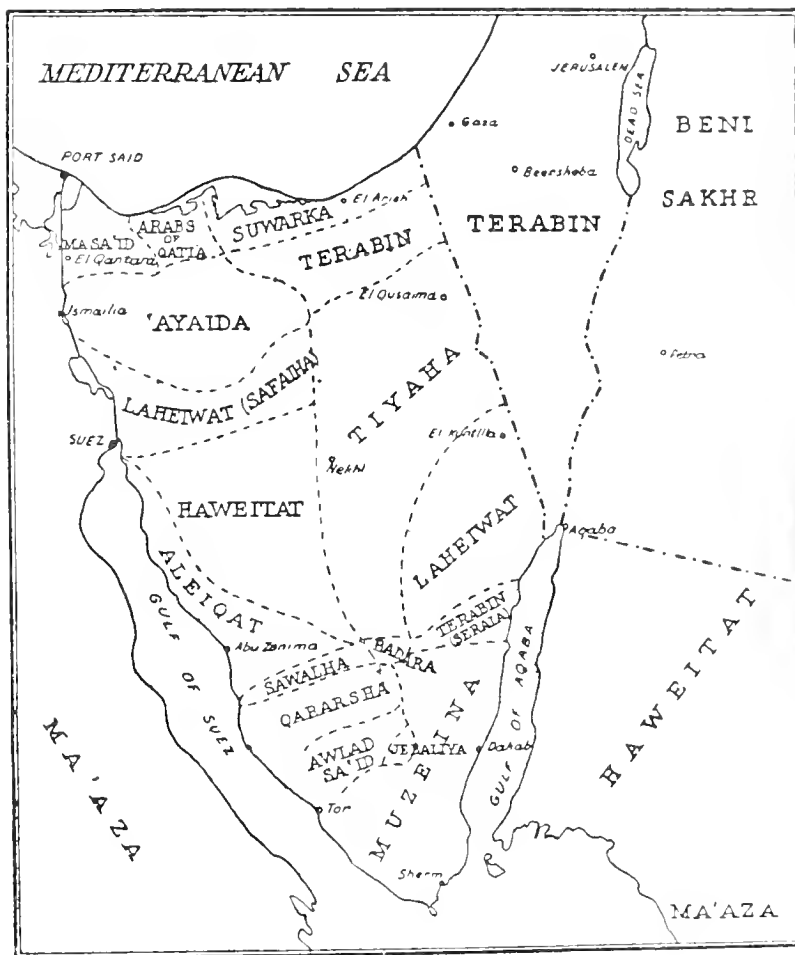 MEDITERRANEAN SEA
JERUSALEM
DEAD SEA
BENI
SAKHR
Gaza
PORT SAID
Beersheba
El Arish
TERABIN
SUWARKA
ARABS
OF
QATIA
MASA'ID
El Qantara
TERABIN
El Qusaima
Ismailia
'AYAIDA
Petra
LAHEIWAT (SAFAIHA)
TIYAHA
SUEZ
El Kuntilla
Nekhl
HAWEITAT
LAHEIWAT
Aqaba
ALEIQAT
GULF OF SUEZ
TERABIN
(SERAIA)
Abu Zenima
BADARA
SAWALHA
GULF OF AQABA
HAWEITAT
QARARSHA
AWLAD
SA'ID
JEBALIYA
Dahab
MUZEINA
MA'AZA
Tor
Sherm
MA'AZA